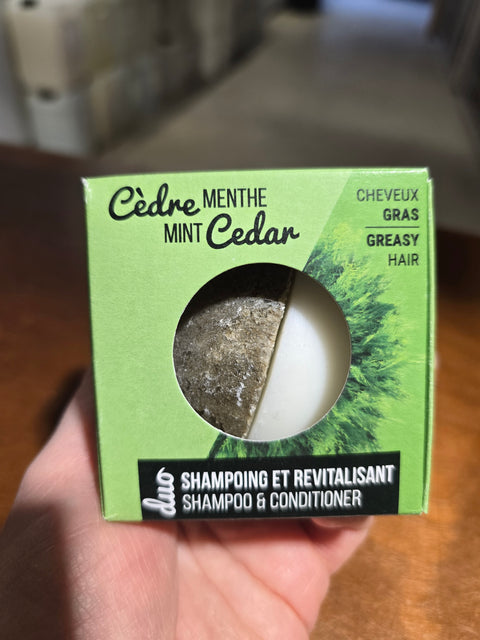 Cèdre MENTHE
MINT Cedar
CHEVEUX
GRAS
GREASY
HAIR
duo
SHAMPOING ET REVITALISANT
SHAMPOO & CONDITIONER